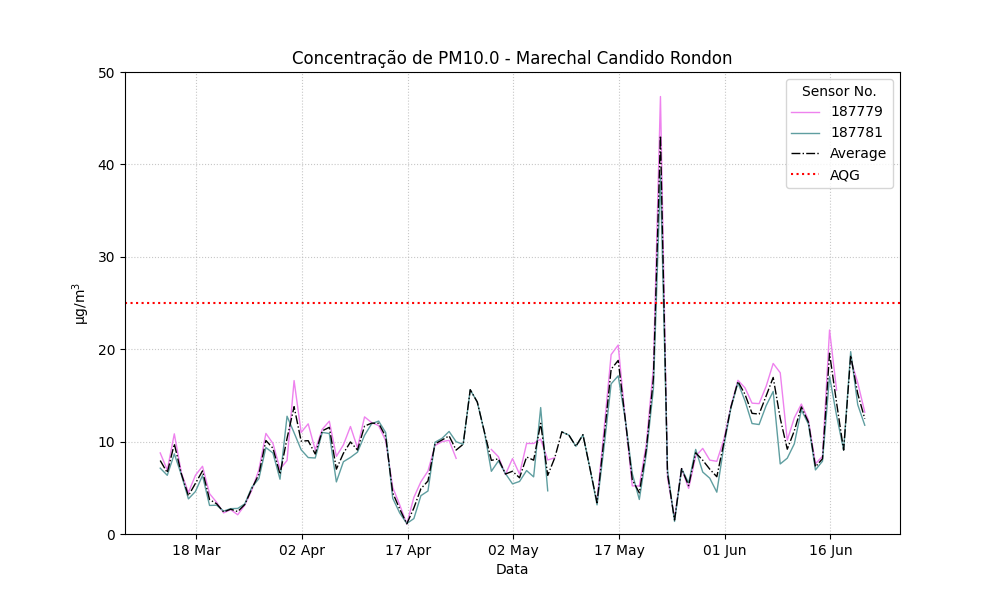 Concentração de PM10.0 - Marechal Candido Rondon
50
40
30
20
10
0
μg/m³
Sensor No.
187779
187781
Average
AQG
18 Mar
02 Apr
17 Apr
02 May
17 May
01 Jun
16 Jun
Data